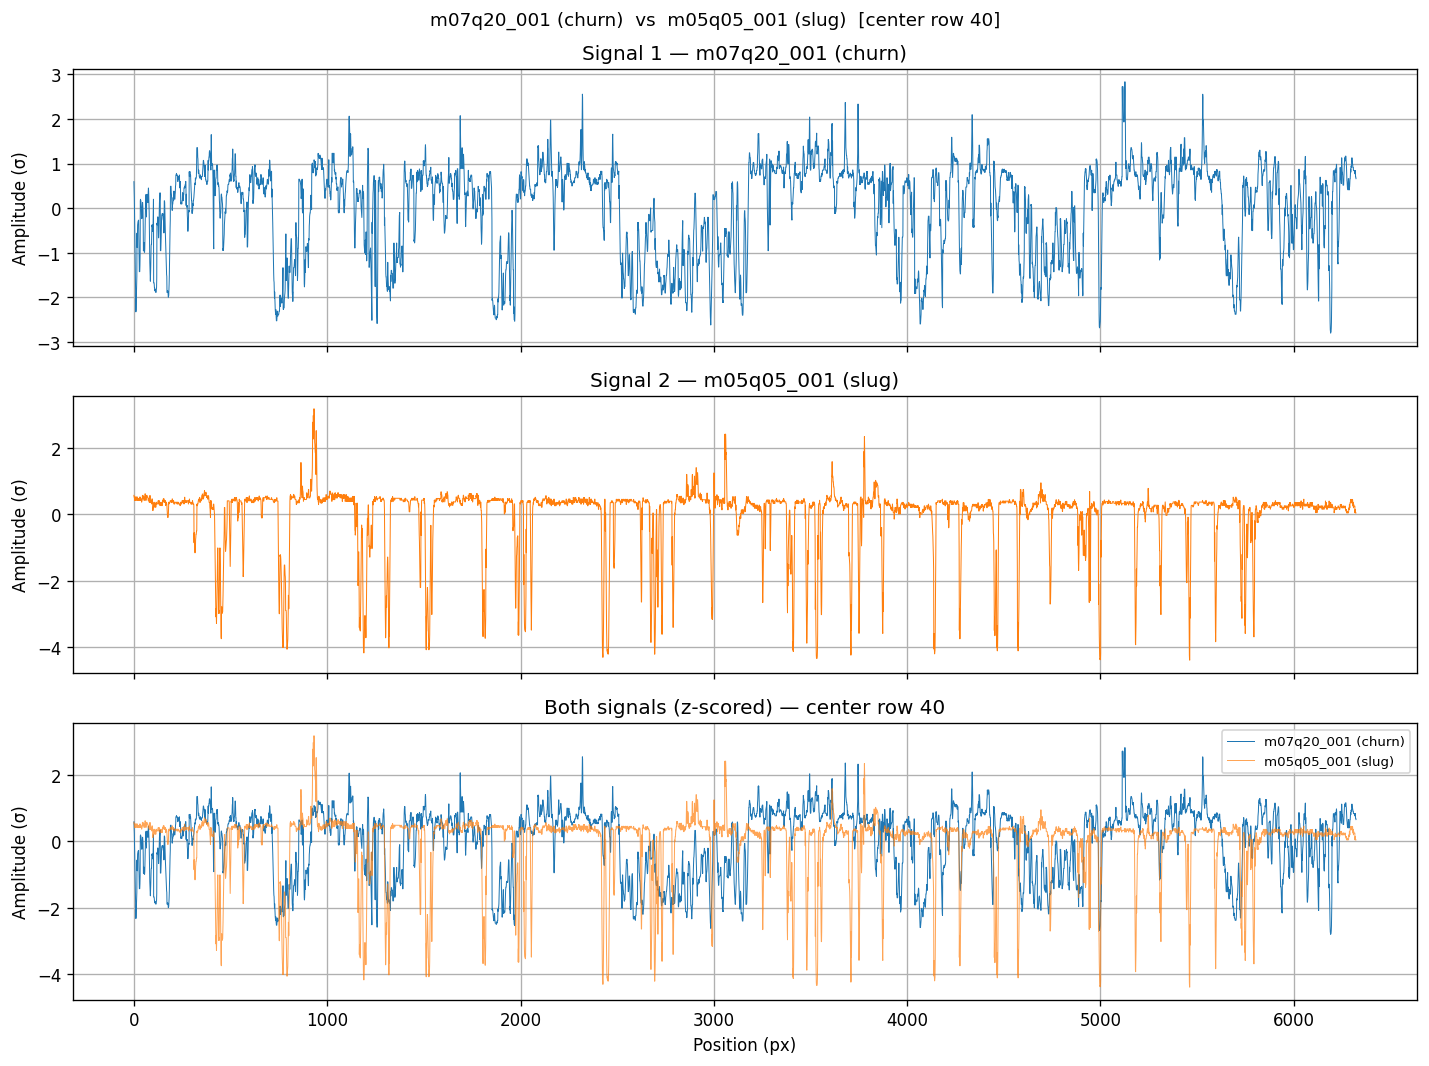 m07q20_001 (churn)  vs  m05q05_001 (slug)  [center row 40]
Signal 1 — m07q20_001 (churn)
Amplitude (σ)
3
2
1
0
−1
−2
−3
Signal 2 — m05q05_001 (slug)
Amplitude (σ)
2
0
−2
−4
Both signals (z-scored) — center row 40
m07q20_001 (churn)
m05q05_001 (slug)
Amplitude (σ)
2
0
−2
−4
0 1000 2000 3000 4000 5000 6000
Position (px)